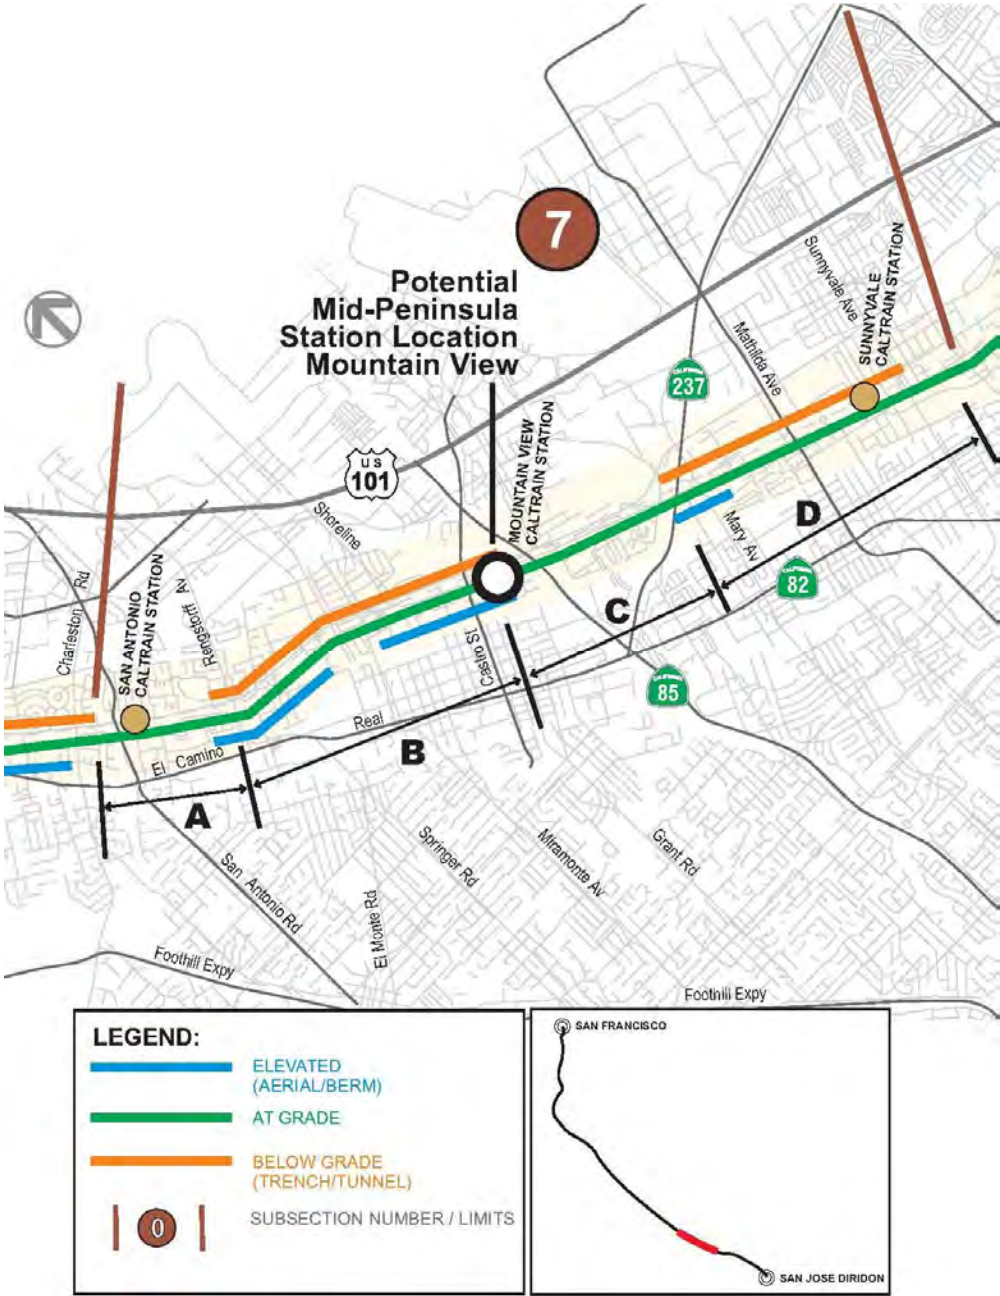 7
Potential
Mid-Peninsula
Station Location
Mountain View
Sunnyvale Ave
SUNNYVALE
CALTRAIN STATION
Mathilda Ave
CALIFORNIA
237
US
101
MOUNTAIN VIEW
CALTRAIN STATION
Shoreline
Mary Av
D
CALIFORNIA
82
Charleston Rd
SAN ANTONIO
CALTRAIN STATION
Rengstorff Av
Castro St
C
CALIFORNIA
85
El Camino Real
B
A
Springer Rd
Miramonte Av
Grant Rd
San Antonio Rd
El Monte Rd
Foothill Expy
Foothill Expy
LEGEND:
ELEVATED
(AERIAL/BERM)
AT GRADE
BELOW GRADE
(TRENCH/TUNNEL)
0
SUBSECTION NUMBER / LIMITS
SAN FRANCISCO
SAN JOSE DIRIDON